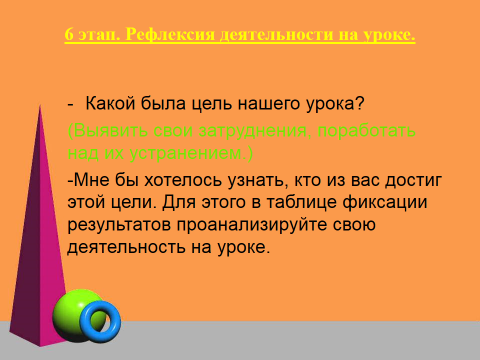 6 этап. Рефлексия деятельности на уроке.
- Какой была цель нашего урока?
(Выявить свои затруднения, поработать
над их устранением.)
-Мне бы хотелось узнать, кто из вас достиг
этой цели. Для этого в таблице фиксации
результатов проанализируйте свою
деятельность на уроке.